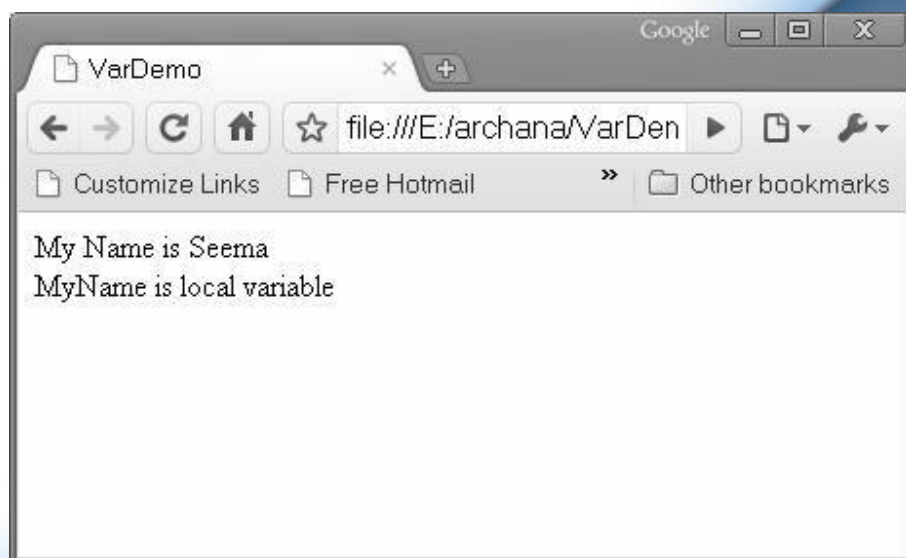 Google
VarDemo
file:///E:/archana/VarDen
Customize Links Free Hotmail » Other bookmarks
My Name is Seema
MyName is local variable